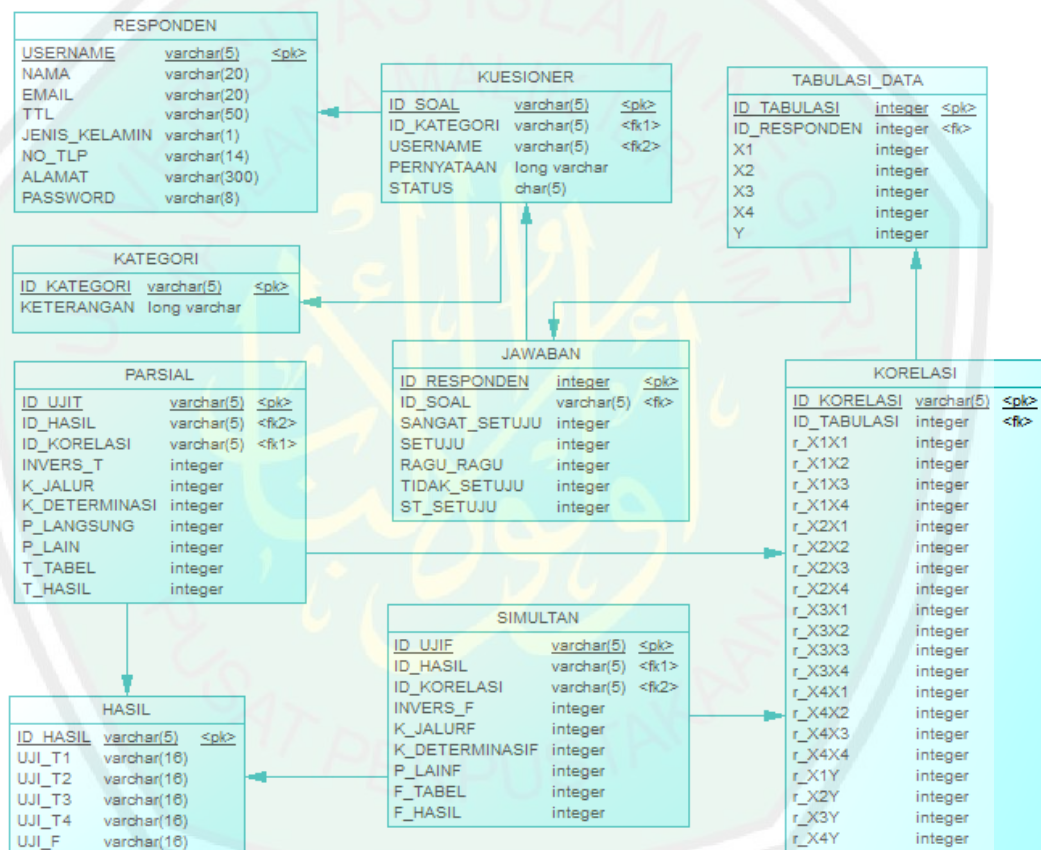 RESPONDEN
USERNAME varchar(5) <pk>
NAMA varchar(20)
EMAIL varchar(20)
TTL varchar(50)
JENIS_KELAMIN varchar(1)
NO_TLP varchar(14)
ALAMAT varchar(300)
PASSWORD varchar(8)
KUESIONER
ID_SOAL varchar(5) <pk>
ID_KATEGORI varchar(5) <fk1>
USERNAME varchar(5) <fk2>
PERNYATAAN long varchar
STATUS char(5)
TABULASI_DATA
ID_TABULASI integer <pk>
ID_RESPONDEN integer <fk>
X1 integer
X2 integer
X3 integer
X4 integer
Y integer
KATEGORI
ID_KATEGORI varchar(5) <pk>
KETERANGAN long varchar
JAWABAN
ID_RESPONDEN integer <pk>
ID_SOAL varchar(5) <fk>
SANGAT_SETUJU integer
SETUJU integer
RAGU_RAGU integer
TIDAK_SETUJU integer
ST_SETUJU integer
PARSIAL
ID_UJIT varchar(5) <pk>
ID_HASIL varchar(5) <fk2>
ID_KORELASI varchar(5) <fk1>
INVERS_T integer
K_JALUR integer
K_DETERMINASI integer
P_LANGSUNG integer
P_LAIN integer
T_TABEL integer
T_HASIL integer
KORELASI
ID_KORELASI varchar(5) <pk>
ID_TABULASI integer <fk>
r_X1X1 integer
r_X1X2 integer
r_X1X3 integer
r_X1X4 integer
r_X2X1 integer
r_X2X2 integer
r_X2X3 integer
r_X2X4 integer
r_X3X1 integer
r_X3X2 integer
r_X3X3 integer
r_X3X4 integer
r_X4X1 integer
r_X4X2 integer
r_X4X3 integer
r_X4X4 integer
r_X1Y integer
r_X2Y integer
r_X3Y integer
r_X4Y integer
SIMULTAN
ID_UJIF varchar(5) <pk>
ID_HASIL varchar(5) <fk1>
ID_KORELASI varchar(5) <fk2>
INVERS_F integer
K_JALURF integer
K_DETERMINASIF integer
P_LAINF integer
F_TABEL integer
F_HASIL integer
HASIL
ID_HASIL varchar(5) <pk>
UJI_T1 varchar(16)
UJI_T2 varchar(16)
UJI_T3 varchar(16)
UJI_T4 varchar(16)
UJI_F varchar(16)